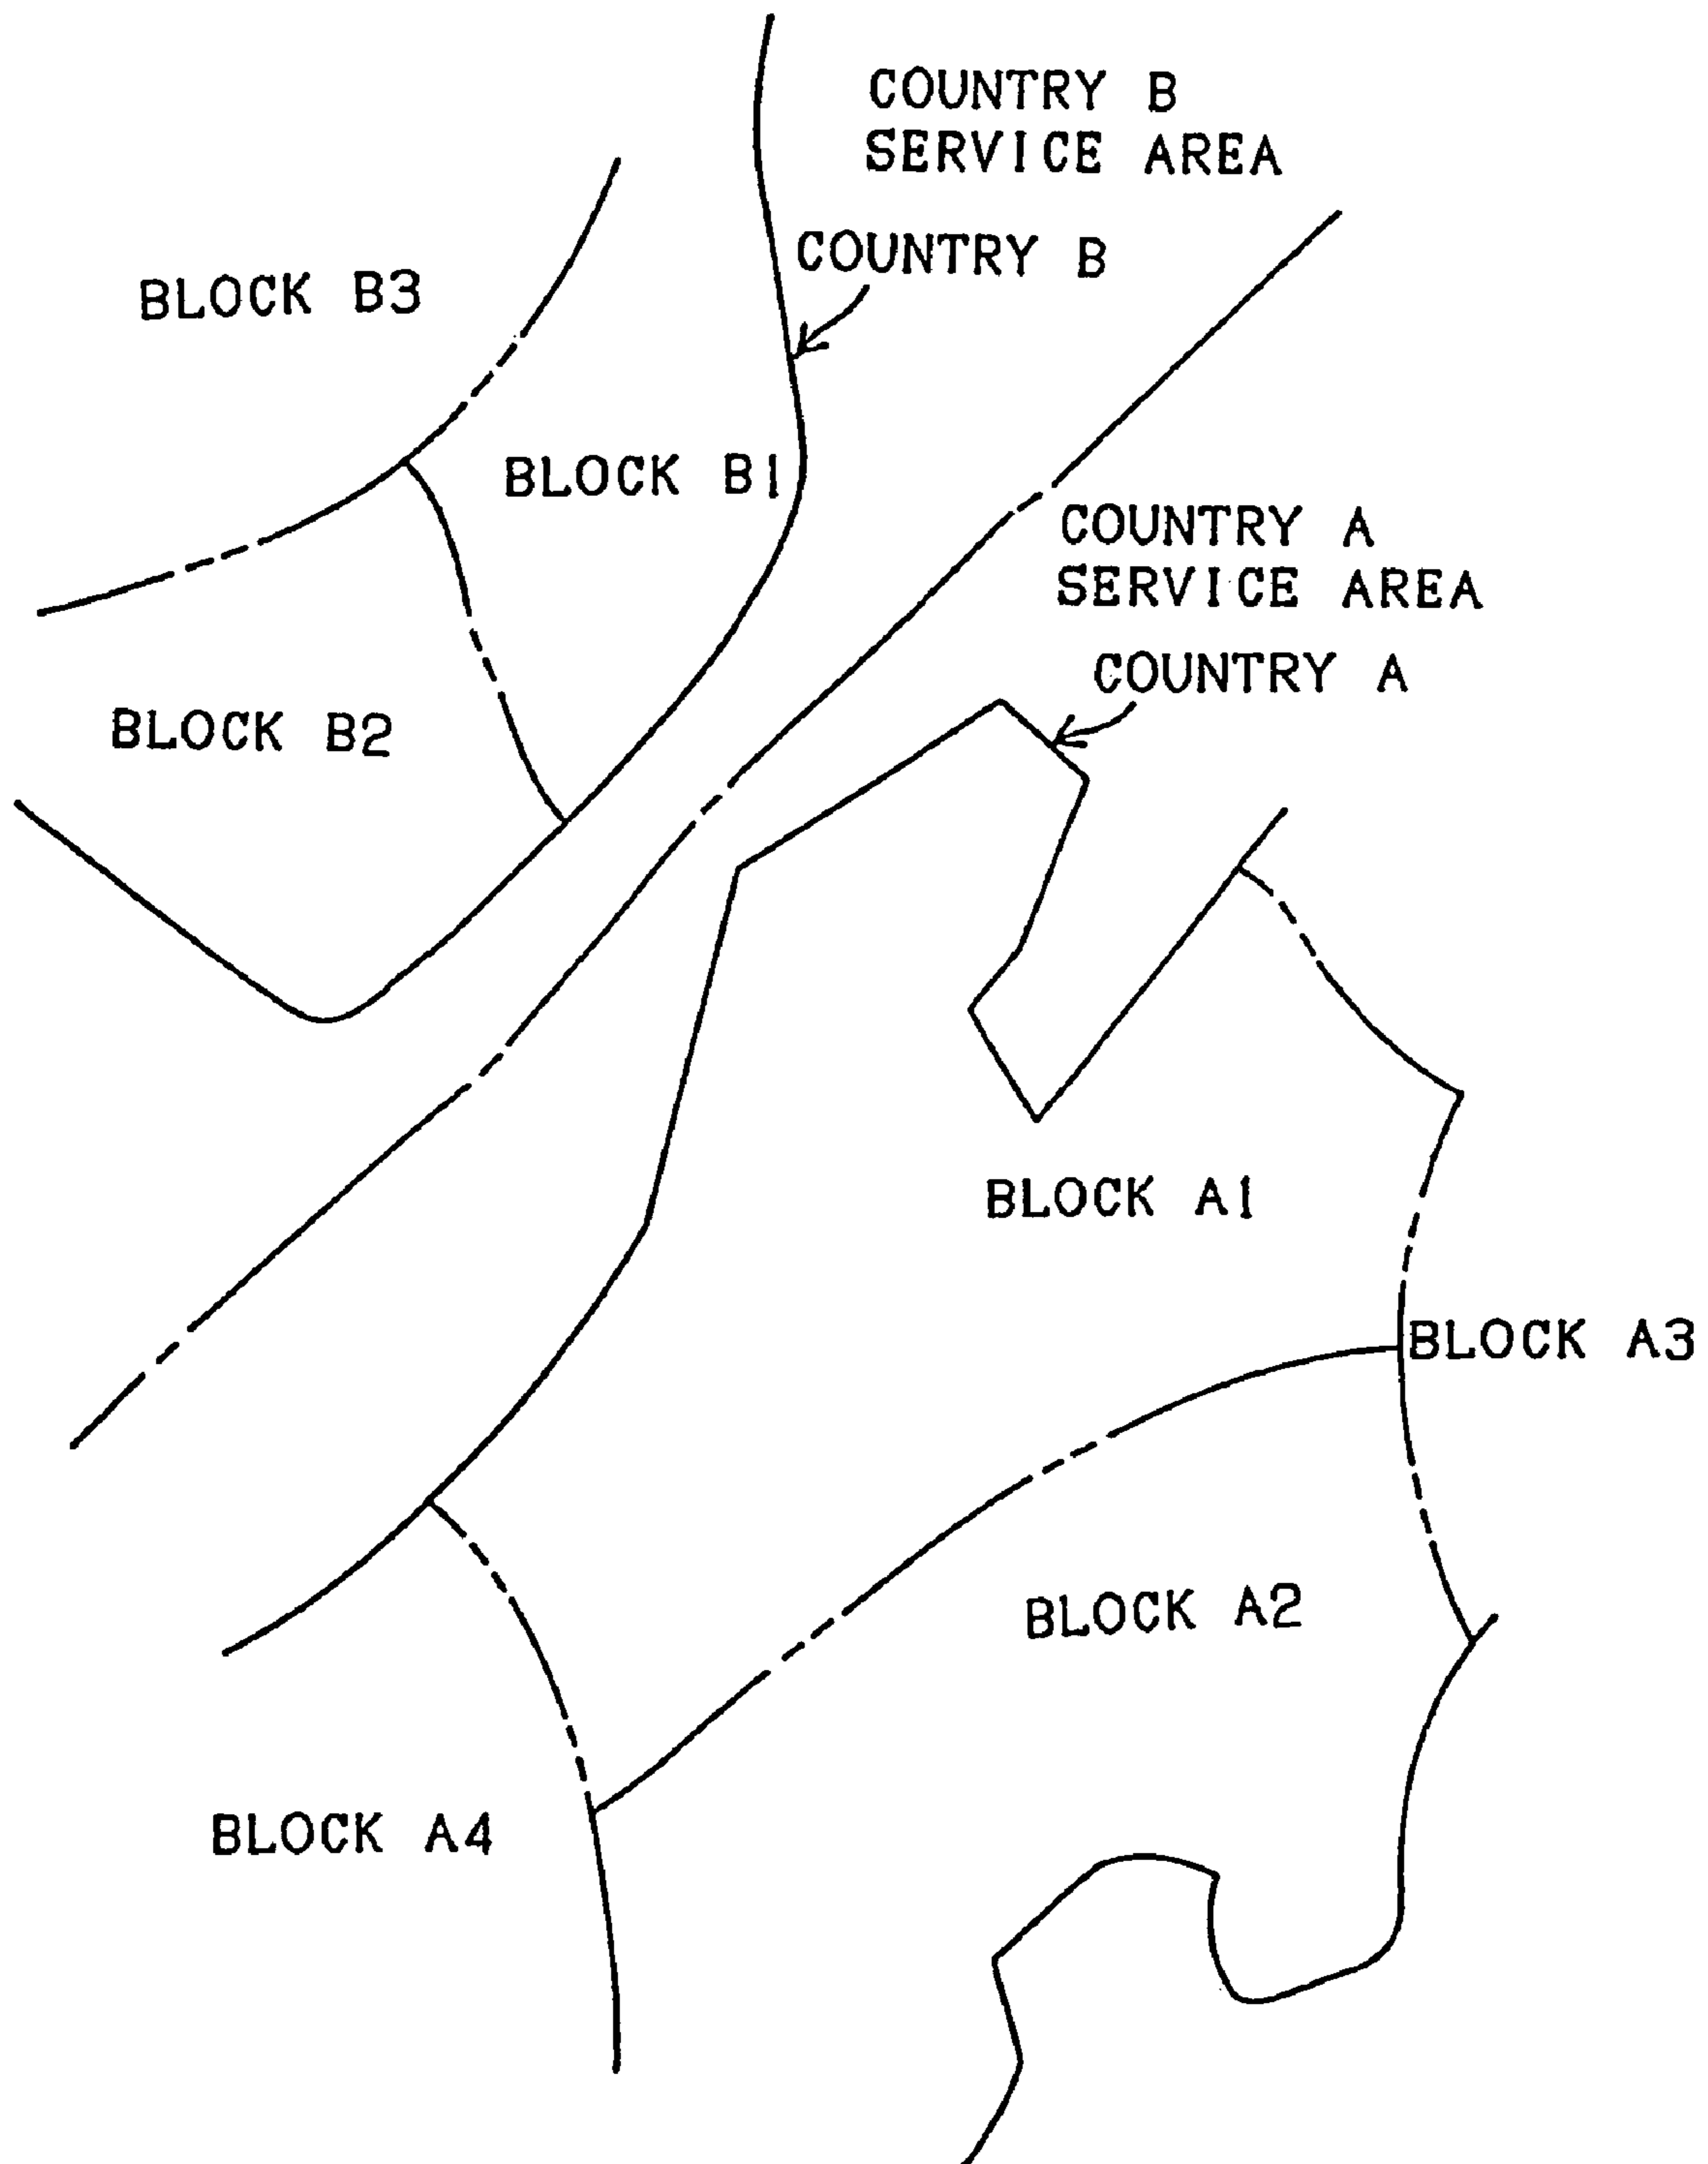 COUNTRY B
SERVICE AREA
COUNTRY B
BLOCK B3
BLOCK B1
COUNTRY A
SERVICE AREA
COUNTRY A
BLOCK B2
BLOCK A1
BLOCK A3
BLOCK A2
BLOCK A4